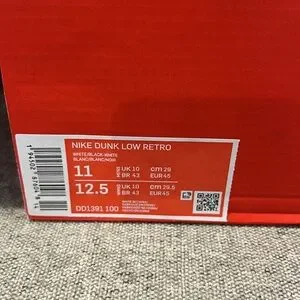 NIKE DUNK LOW RETRO
WHITE/BLACK-WHITE
BLANC/BLANC/NOIR
11 UK 10 cm 29
BR 43 EUR 45
12.5 UK 10 cm 29.5
BR 43 EUR 45
DD1391 100